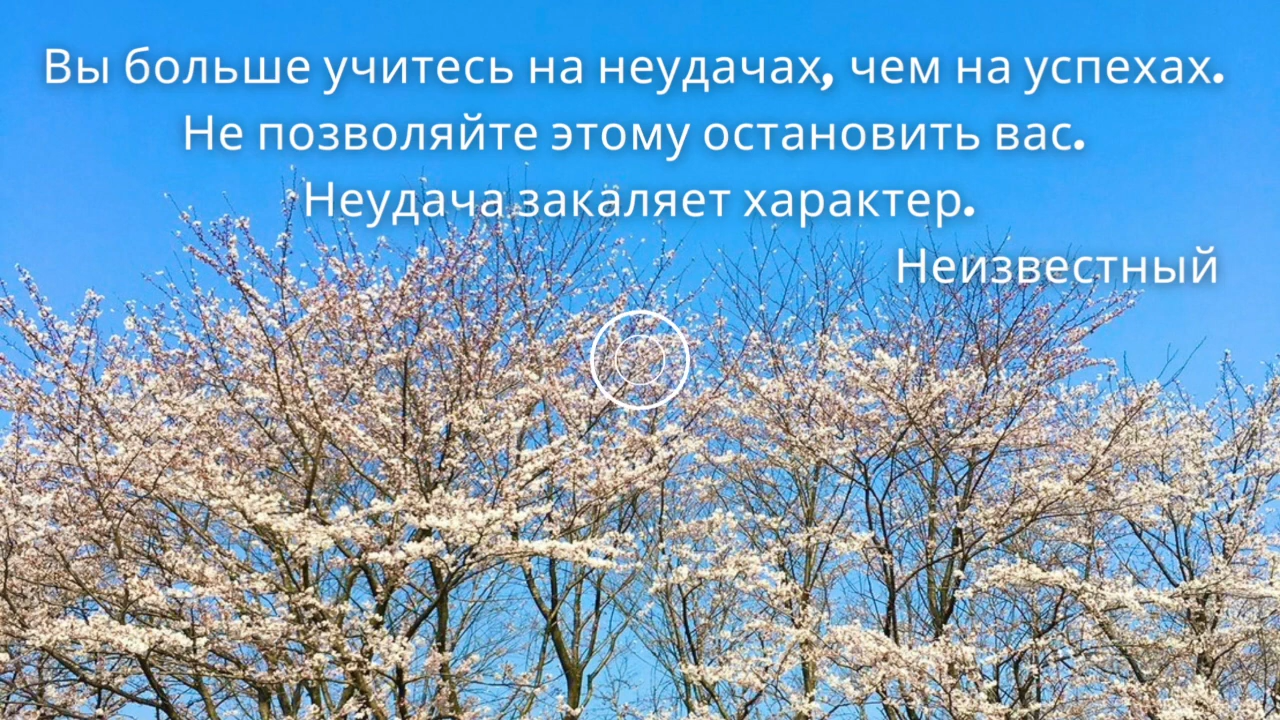 Вы больше учитесь на неудачах, чем на успехах.
Не позволяйте этому остановить вас.
Неудача закаляет характер.
Неизвестный